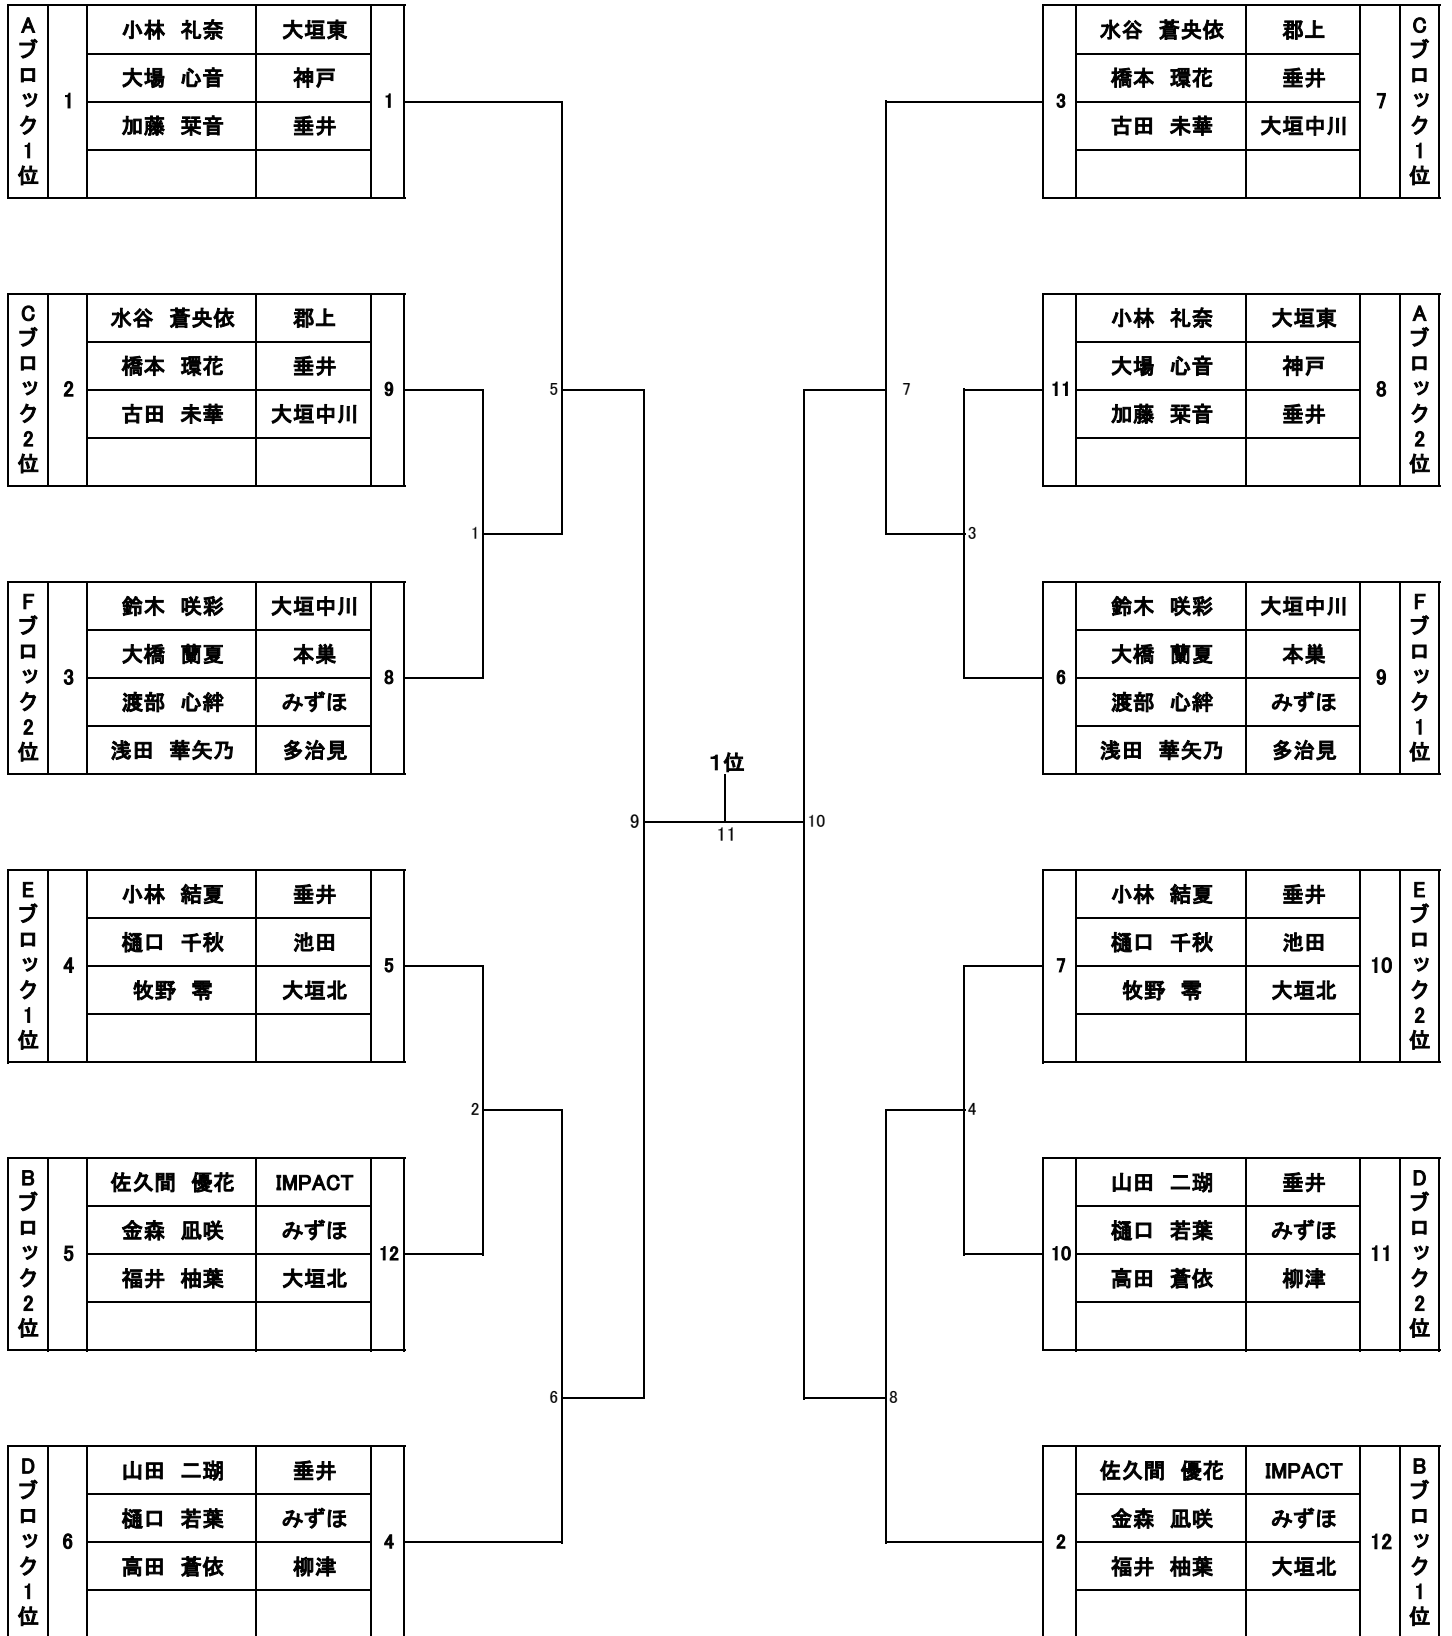 Aブロック1位
1
小林 礼奈 大垣東
大場 心音 神戸
加藤 栞音 垂井
1
Cブロック2位
2
水谷 蒼央依 郡上
橋本 環花 垂井
古田 未華 大垣中川
9
Fブロック2位
3
鈴木 咲彩 大垣中川
大橋 蘭夏 本巣
渡部 心絆 みずほ
浅田 華矢乃 多治見
8
Eブロック1位
4
小林 結夏 垂井
樋口 千秋 池田
牧野 零 大垣北
5
Bブロック2位
5
佐久間 優花 IMPACT
金森 凪咲 みずほ
福井 柚葉 大垣北
12
Dブロック1位
6
山田 二瑚 垂井
樋口 若葉 みずほ
高田 蒼依 柳津
4
5
1
2
6
9
1位
11
10
7
3
4
8
3
水谷 蒼央依 郡上
橋本 環花 垂井
古田 未華 大垣中川
7
Cブロック1位
11
小林 礼奈 大垣東
大場 心音 神戸
加藤 栞音 垂井
8
Aブロック2位
6
鈴木 咲彩 大垣中川
大橋 蘭夏 本巣
渡部 心絆 みずほ
浅田 華矢乃 多治見
9
Fブロック1位
7
小林 結夏 垂井
樋口 千秋 池田
牧野 零 大垣北
10
Eブロック2位
10
山田 二瑚 垂井
樋口 若葉 みずほ
高田 蒼依 柳津
11
Dブロック2位
2
佐久間 優花 IMPACT
金森 凪咲 みずほ
福井 柚葉 大垣北
12
Bブロック1位